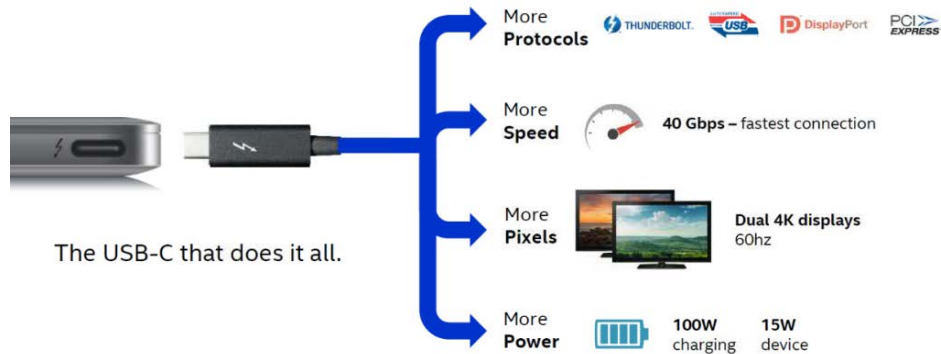 More
Protocols
THUNDERBOLT.
SUPERSPEED
USB
DisplayPort
PCI
EXPRESS
More
Speed
40 Gbps – fastest connection
More
Pixels
Dual 4K displays
60hz
The USB-C that does it all.
More
Power
100W
charging
15W
device